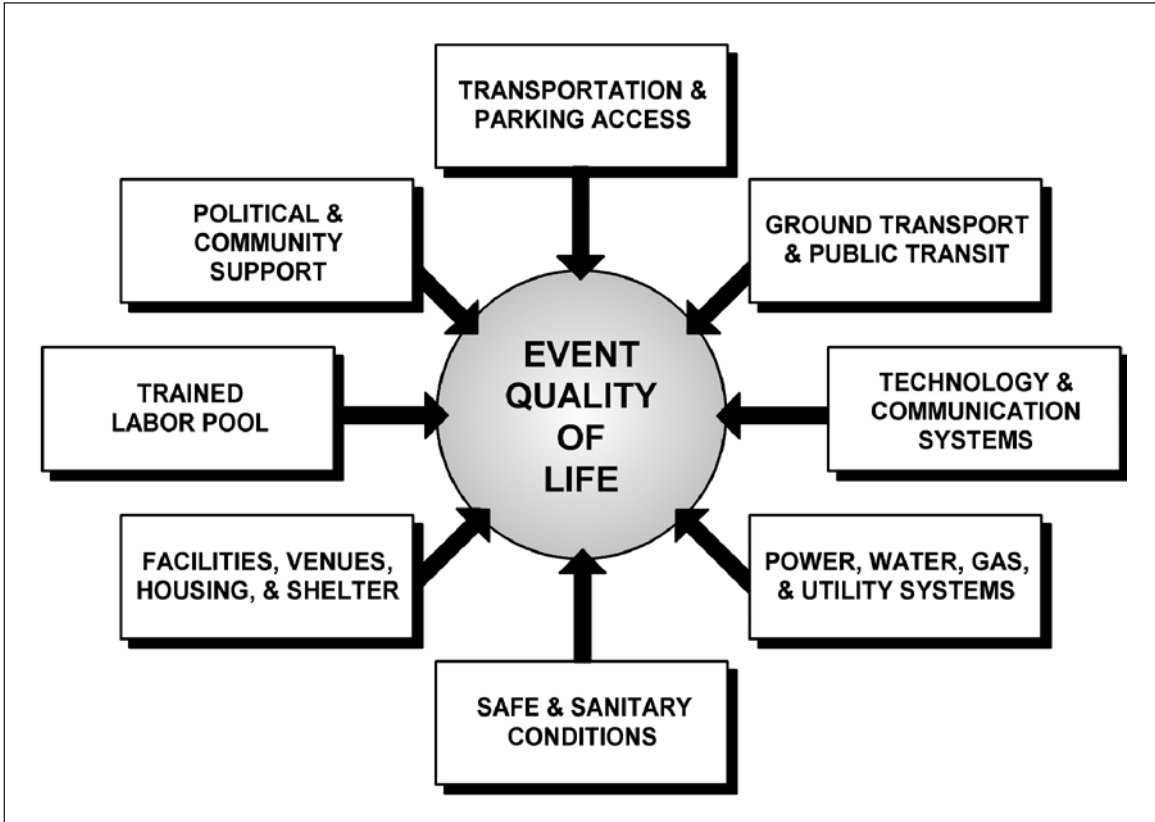 TRANSPORTATION &
PARKING ACCESS
POLITICAL &
COMMUNITY
SUPPORT
GROUND TRANSPORT
& PUBLIC TRANSIT
EVENT
QUALITY
OF
LIFE
TRAINED
LABOR POOL
TECHNOLOGY &
COMMUNICATION
SYSTEMS
FACILITIES, VENUES,
HOUSING, & SHELTER
POWER, WATER, GAS,
& UTILITY SYSTEMS
SAFE & SANITARY
CONDITIONS